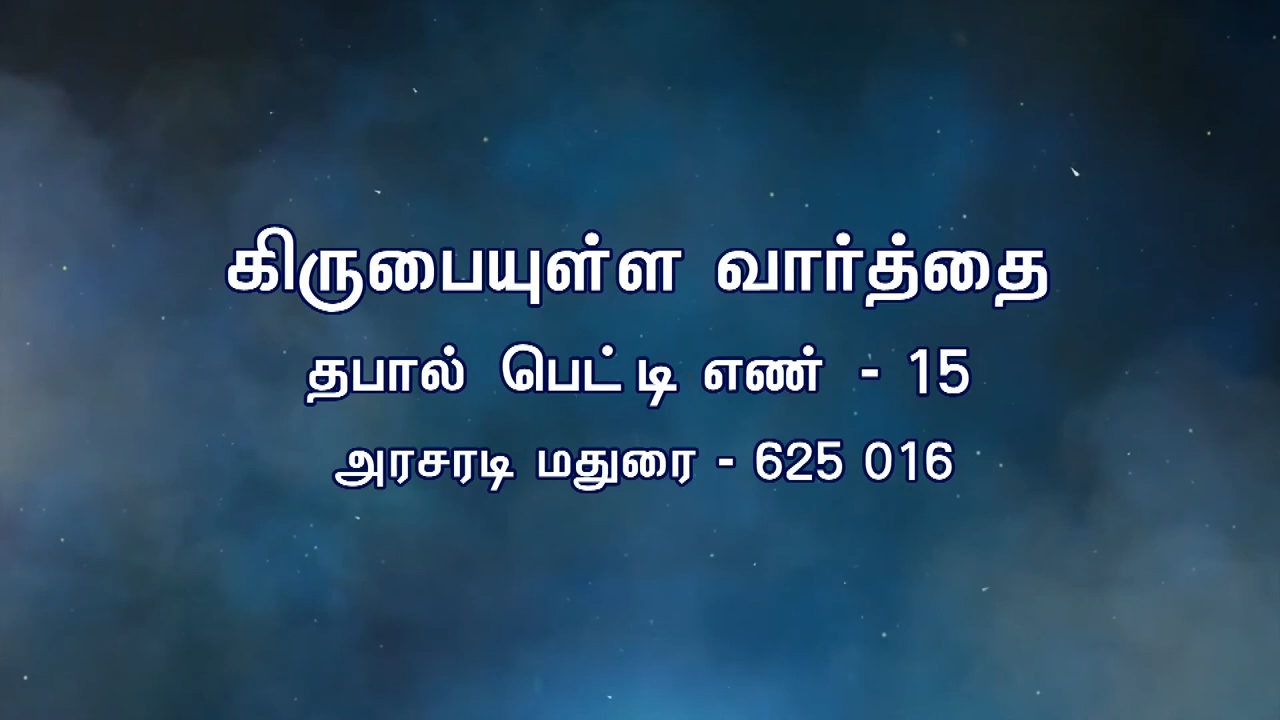 கிருபையுள்ள வார்த்தை
தபால் பெட்டி எண் - 15
அரசரடி மதுரை - 625 016